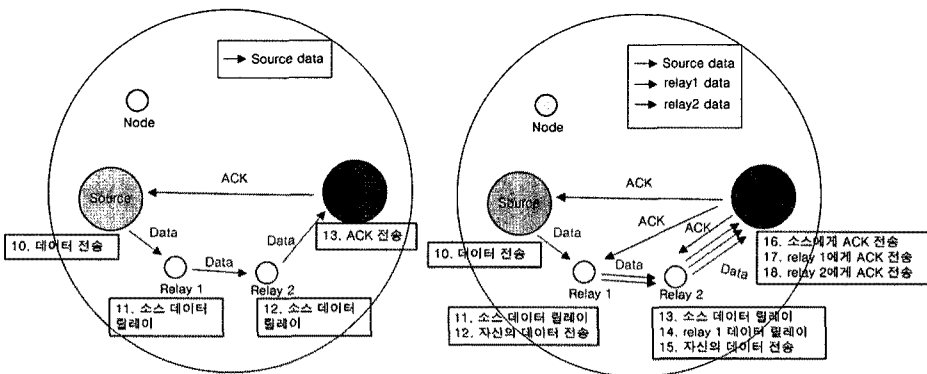 Source data
Node
Source
ACK
10. 데이터 전송
Data
Data
Data
13. ACK 전송
Relay 1
Relay 2
11. 소스 데이터
릴레이
12. 소스 데이터
릴레이
Source data
relay1 data
relay2 data
Node
Source
ACK
ACK
ACK
10. 데이터 전송
Data
Data
Data
16. 소스에게 ACK 전송
17. relay 1에게 ACK 전송
18. relay 2에게 ACK 전송
Relay 1
Relay 2
11. 소스 데이터 릴레이
12. 자신의 데이터 전송
13. 소스 데이터 릴레이
14. relay 1 데이터 릴레이
15. 자신의 데이터 전송